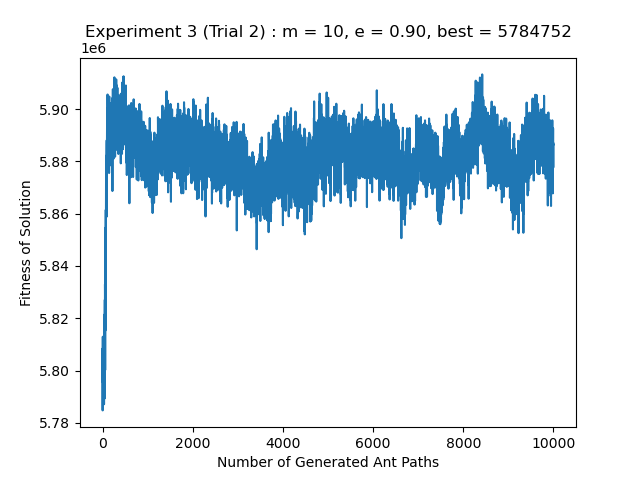 Experiment 3 (Trial 2) : m = 10, e = 0.90, best = 5784752
1e6
5.90
5.88
5.86
5.84
5.82
5.80
5.78
Fitness of Solution
0 2000 4000 6000 8000 10000
Number of Generated Ant Paths